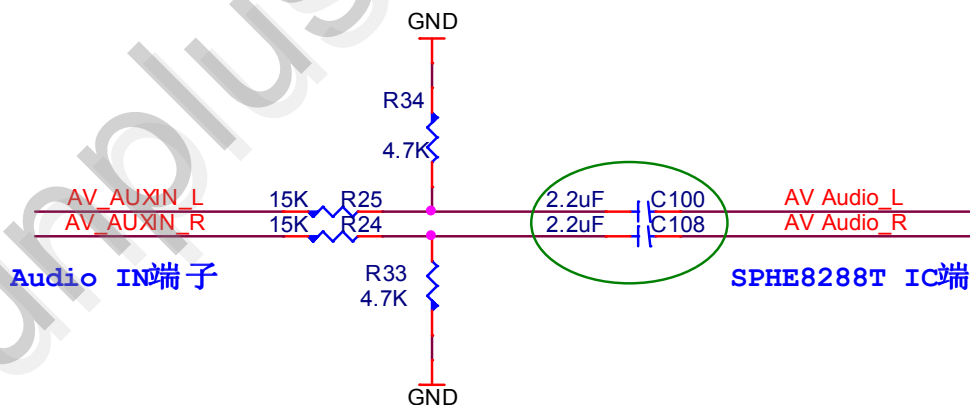 GND
R34
4.7K
AV_AUXIN_L 15K R25 2.2uF C100 AV Audio_L
AV_AUXIN_R 15K R24 2.2uF C108 AV Audio_R
Audio IN端子 SPHE8288T IC端
R33
4.7K
GND
unplus